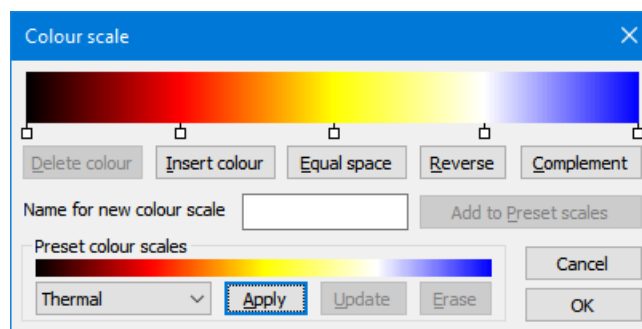 Colour scale
Delete colour Insert colour Equal space Reverse Complement
Name for new colour scale Add to Preset scales
Preset colour scales
Cancel
Thermal Apply Update Erase OK